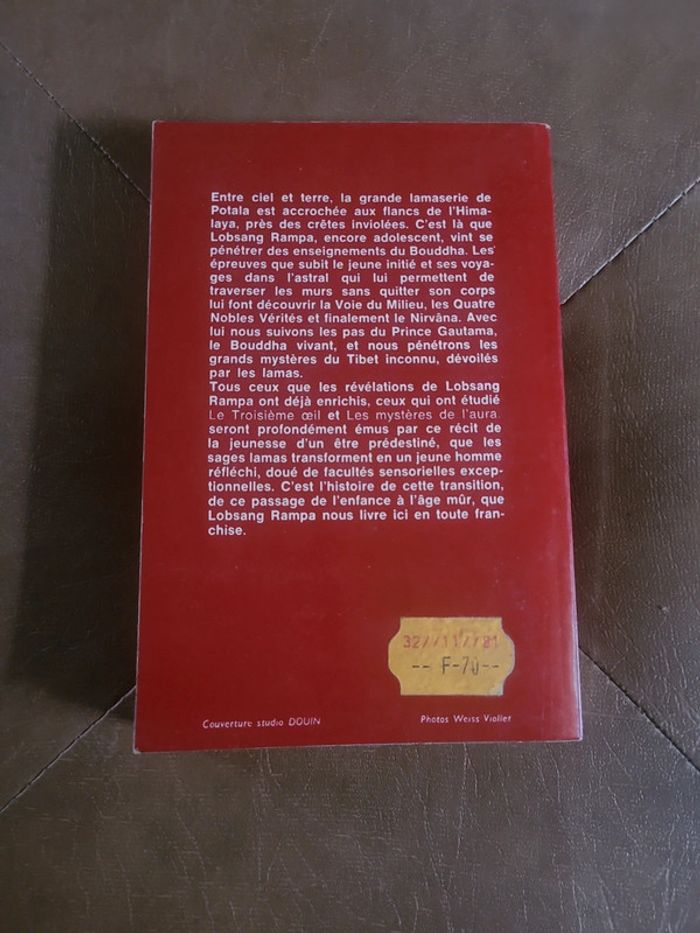 Entre ciel et terre, la grande lamaserie de
Potala est accrochée aux flancs de l'Hima-
laya, près des crêtes inviolées. C'est là que
Lobsang Rampa, encore adolescent, vint se
pénétrer des enseignements du Bouddha. Les
épreuves que subit le jeune initié et ses voya-
ges dans l'astral qui lui permettent de
traverser les murs sans quitter son corps
lui font découvrir la Voie du Milieu, les Quatre
Nobles Vérités et finalement le Nirvâna. Avec
lui nous suivons les pas du Prince Gautama,
le Bouddha vivant, et nous pénétrons les
grands mystères du Tibet inconnu, dévoilés
par les lamas.
Tous ceux que les révélations de Lobsang
Rampa ont déjà enrichis, ceux qui ont étudié
Le Troisième œil et Les mystères de l'aura,
seront profondément émus par ce récit de
la jeunesse d'un être prédestiné, que les
sages lamas transforment en un jeune homme
réfléchi, doué de facultés sensorielles excep-
tionnelles. C'est l'histoire de cette transition,
de ce passage de l'enfance à l'âge mûr, que
Lobsang Rampa nous livre ici en toute fran-
chise.
32//11//81
-- F-70--
Couverture studio DOUIN
Photos Weiss Viollet